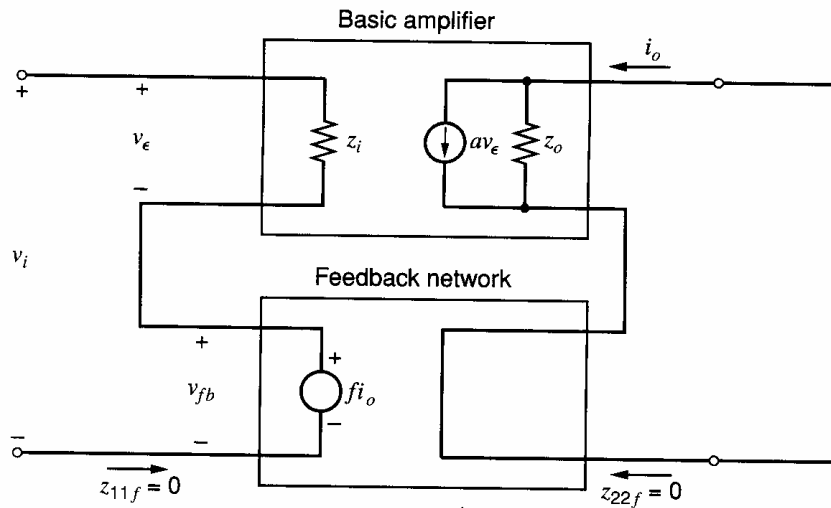 Basic amplifier
i_o
+ +
v_ϵ z_i av_ϵ z_o
−
v_i
Feedback network
+ +
v_fb fi_o
− − −
z_11f = 0 z_22f = 0